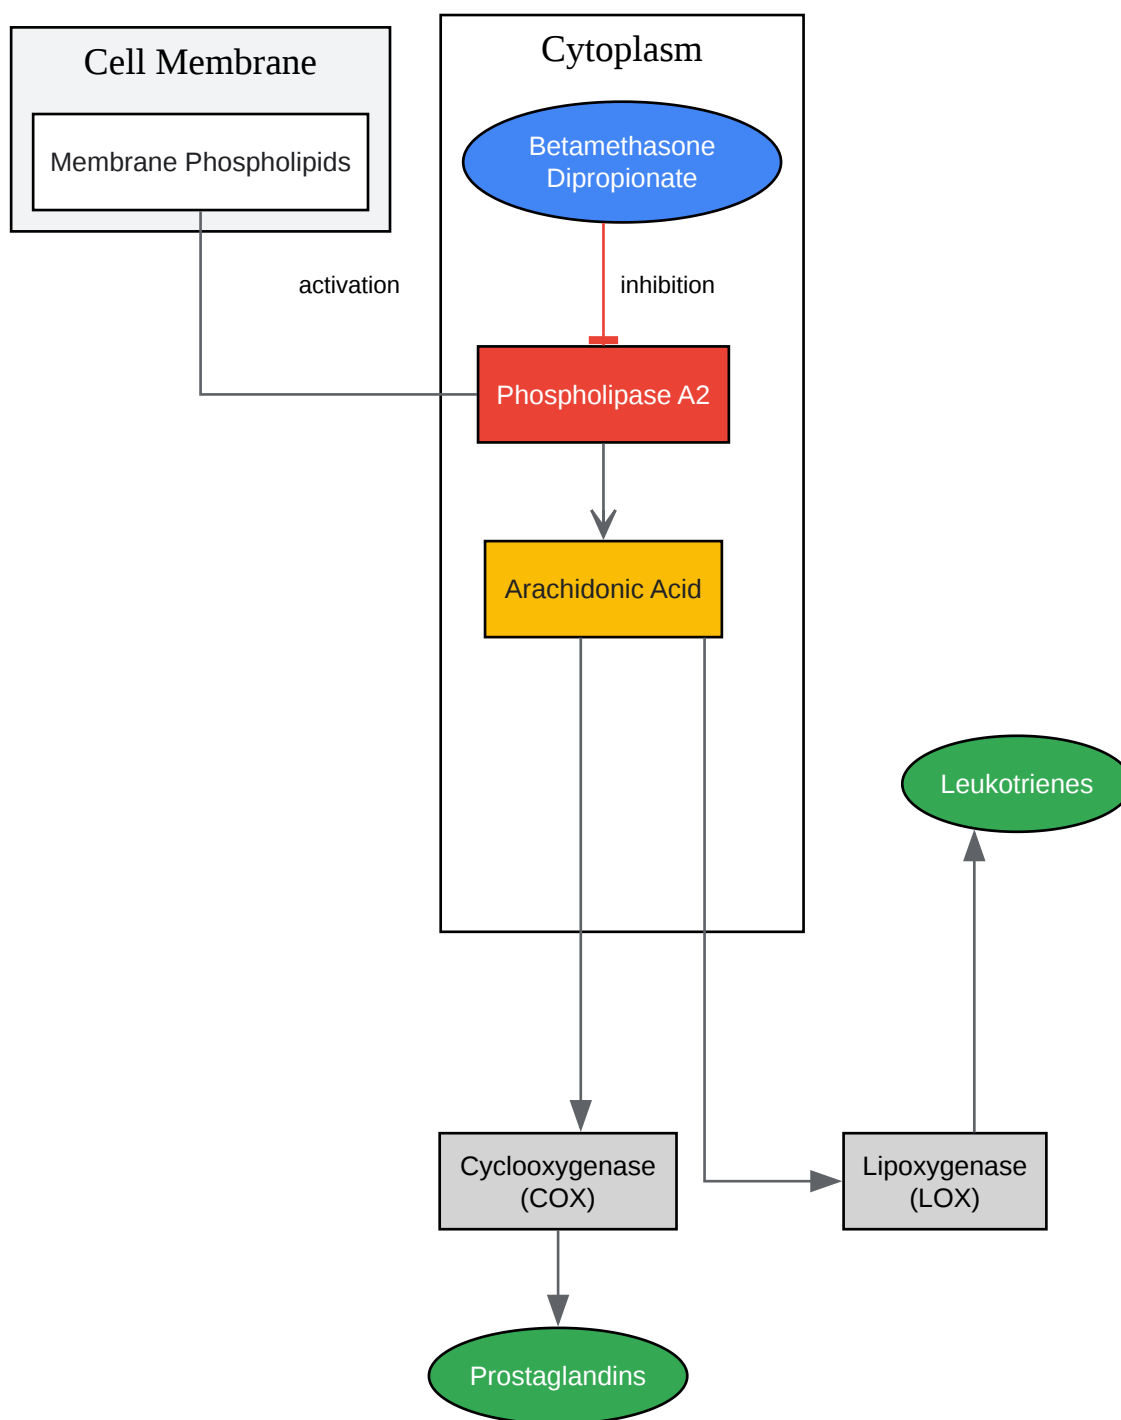 Cell Membrane
Membrane Phospholipids
Cytoplasm
Betamethasone
Dipropionate
activation
inhibition
Phospholipase A2
Arachidonic Acid
Leukotrienes
Cyclooxygenase
(COX)
Lipoxygenase
(LOX)
Prostaglandins